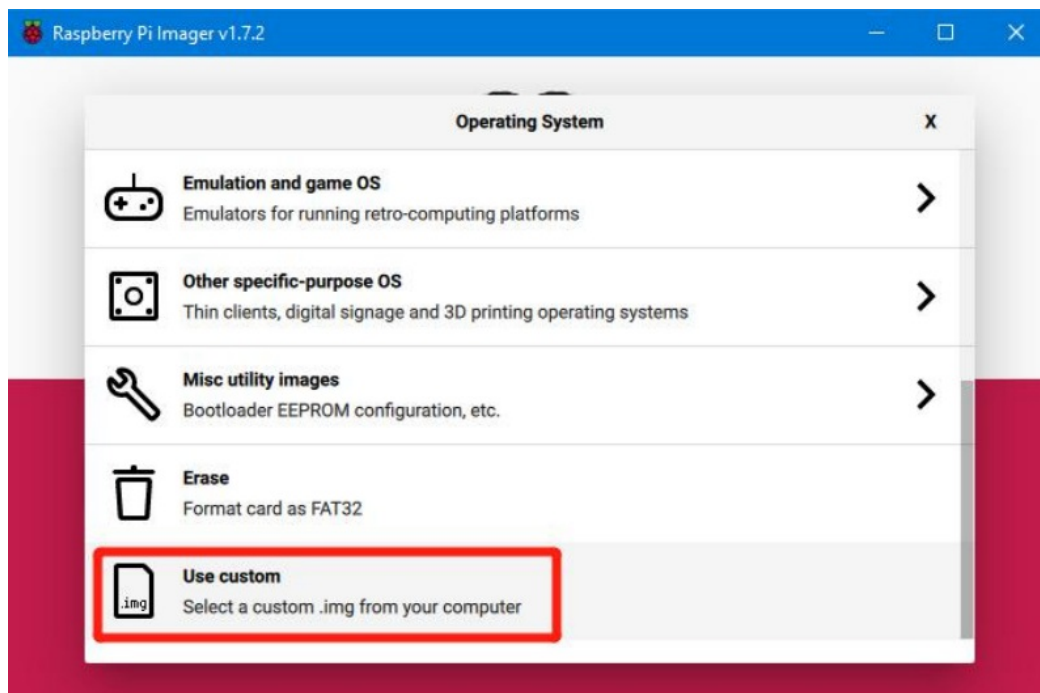 Raspberry Pi Imager v1.7.2
Operating System X
Emulation and game OS
Emulators for running retro-computing platforms
Other specific-purpose OS
Thin clients, digital signage and 3D printing operating systems
Misc utility images
Bootloader EEPROM configuration, etc.
Erase
Format card as FAT32
Use custom
.img
Select a custom .img from your computer